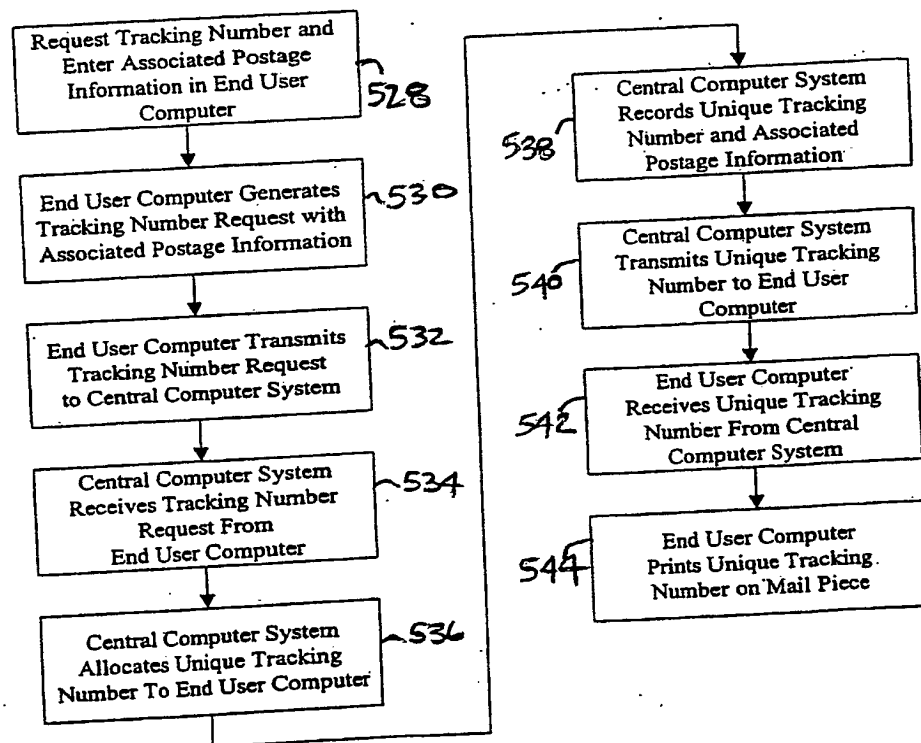 Request Tracking Number and
Enter Associated Postage
Information in End User
Computer
528
End User Computer Generates
Tracking Number Request with
Associated Postage Information
530
End User Computer Transmits
Tracking Number Request
to Central Computer System
532
Central Computer System
Receives Tracking Number
Request From
End User Computer
534
Central Computer System
Allocates Unique Tracking
Number To End User Computer
536
Central Computer System
Records Unique Tracking
Number and Associated
Postage Information
538
Central Computer System
Transmits Unique Tracking
Number to End User
Computer
540
End User Computer
Receives Unique Tracking
Number From Central
Computer System
542
End User Computer
Prints Unique Tracking
Number on Mail Piece
544